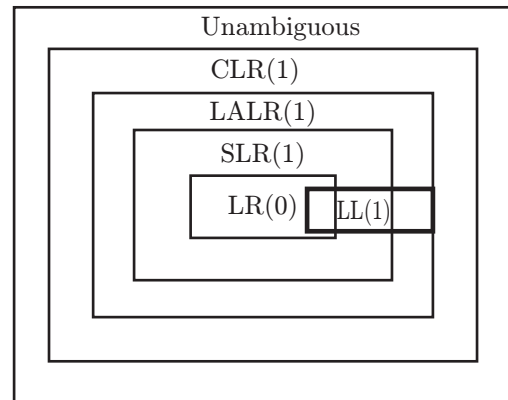 Unambiguous
CLR(1)
LALR(1)
SLR(1)
LR(0)
LL(1)